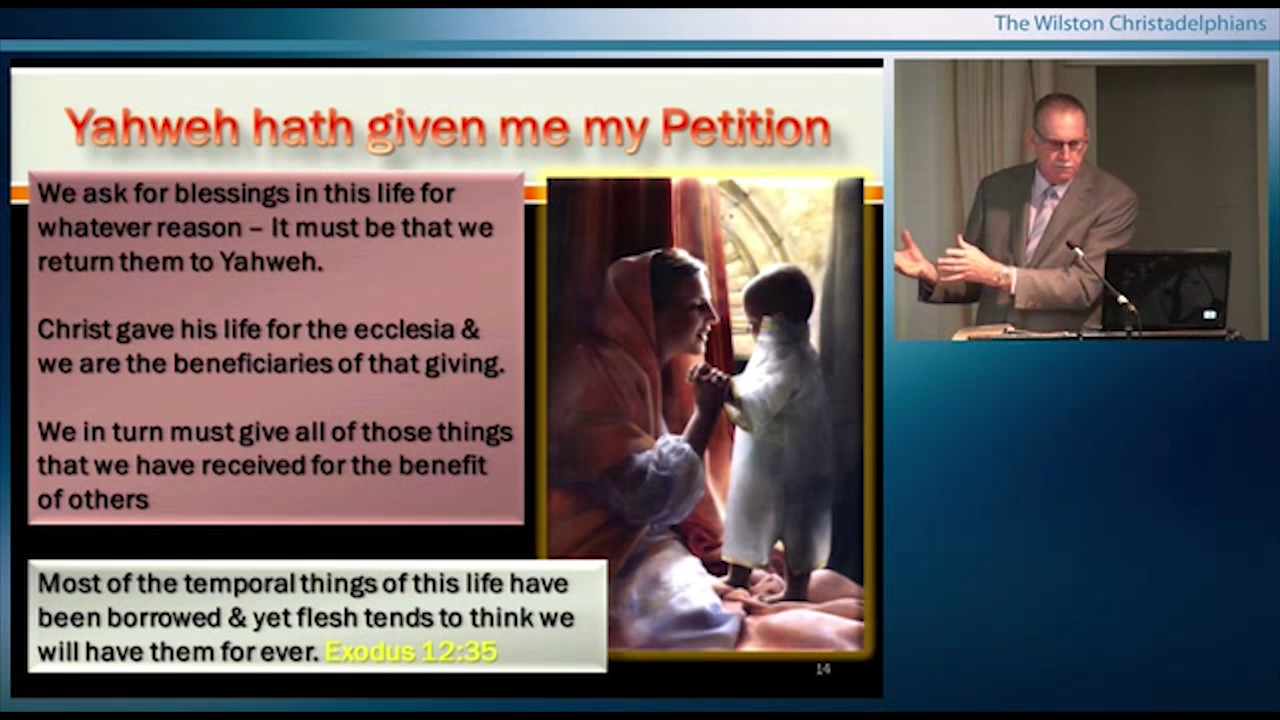 The Wilston Christadelphians
Yahweh hath given me my Petition
We ask for blessings in this life for
whatever reason – It must be that we
return them to Yahweh.
Christ gave his life for the ecclesia &
we are the beneficiaries of that giving.
We in turn must give all of those things
that we have received for the benefit
of others
Most of the temporal things of this life have
been borrowed & yet flesh tends to think we
will have them for ever. Exodus 12:35
14